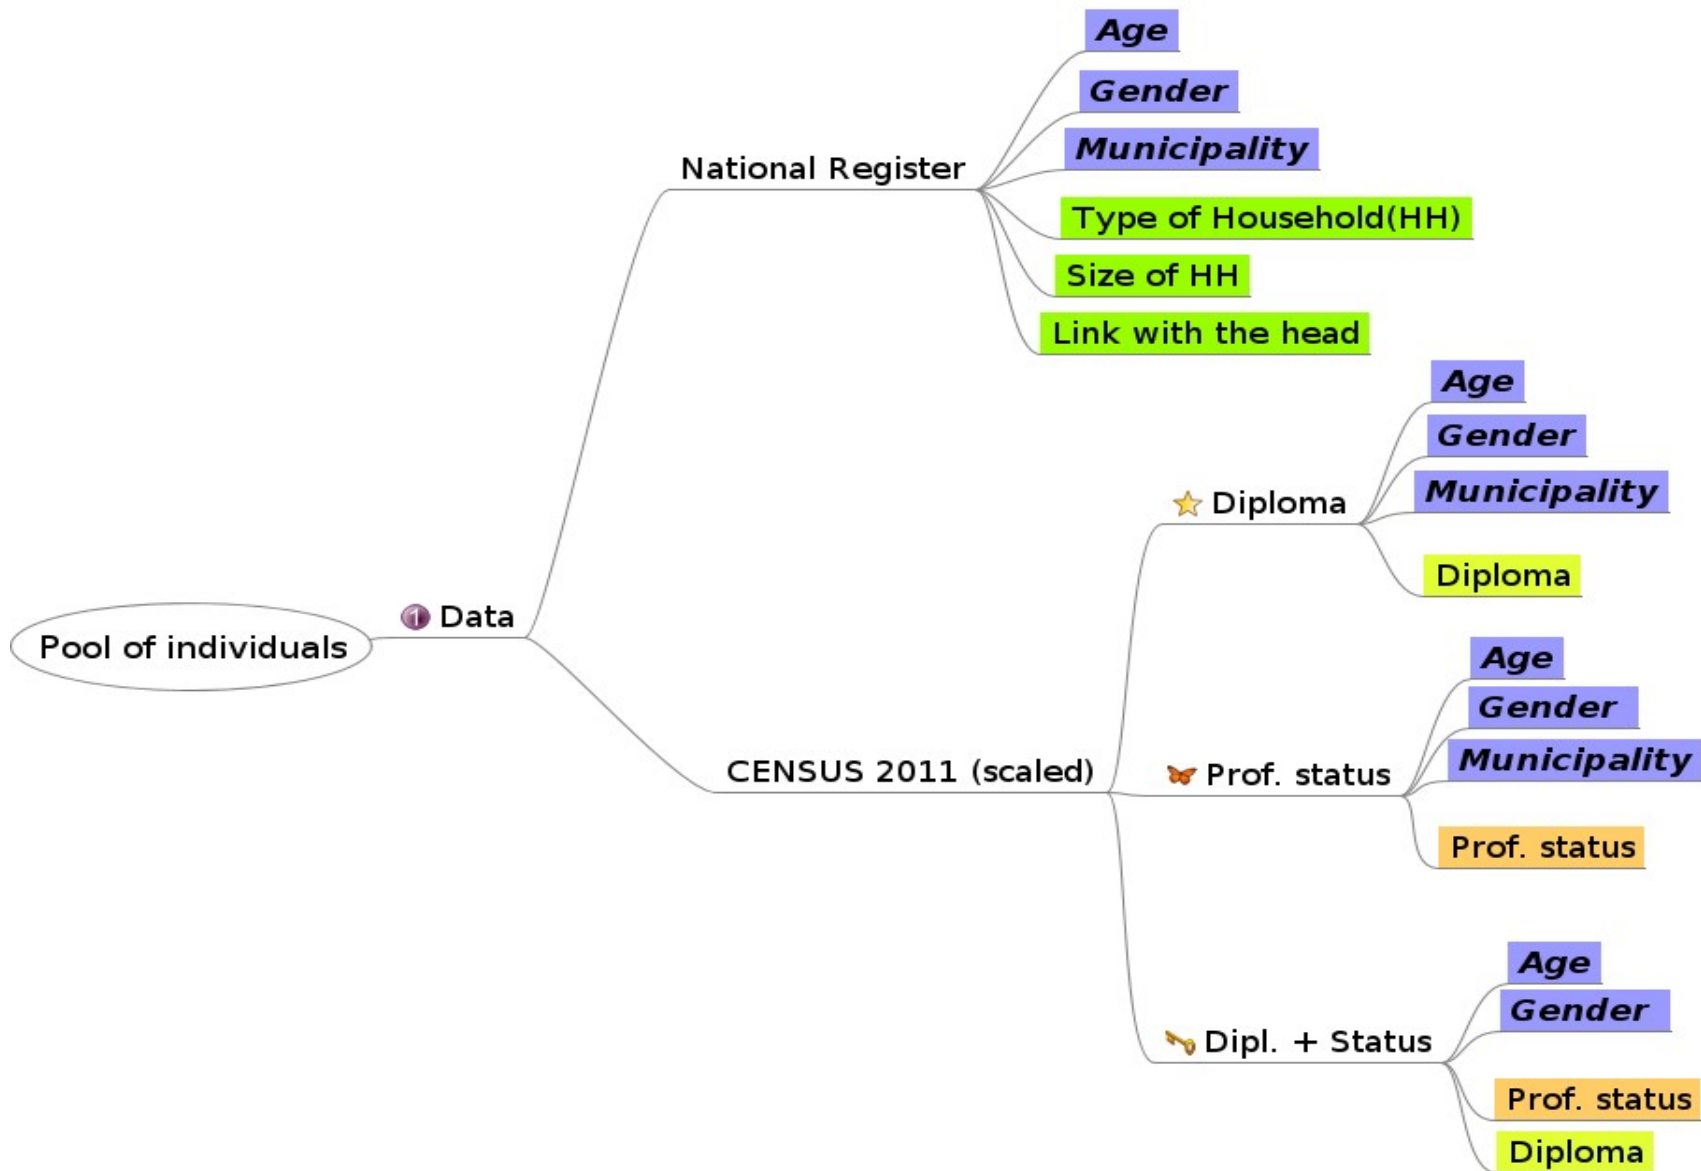 Age
Gender
Municipality
National Register
Type of Household(HH)
Size of HH
Link with the head
Age
Gender
Municipality
Diploma
Diploma
Pool of individuals
1 Data
Age
Gender
Municipality
CENSUS 2011 (scaled)
Prof. status
Prof. status
Age
Gender
Dipl. + Status
Prof. status
Diploma